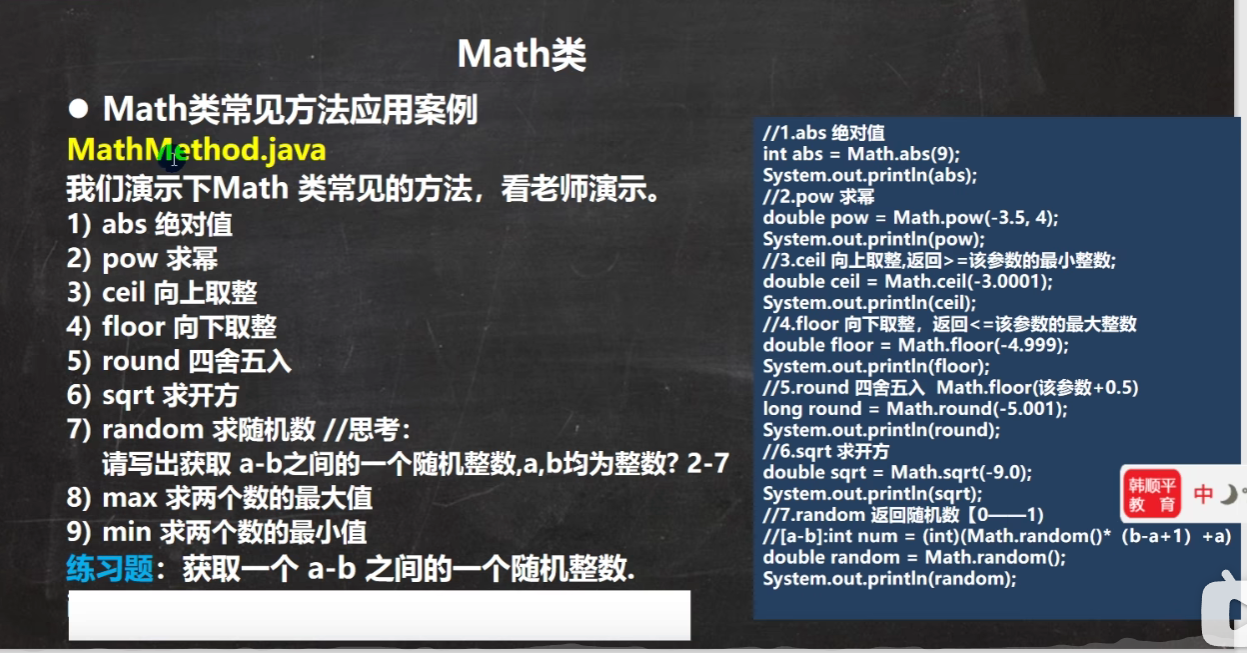 Math类
● Math类常见方法应用案例
MathMethod.java
我们演示下Math 类常见的方法，看老师演示。
1) abs 绝对值
2) pow 求幂
3) ceil 向上取整
4) floor 向下取整
5) round 四舍五入
6) sqrt 求开方
7) random 求随机数 //思考：
请写出获取 a-b之间的一个随机整数,a,b均为整数? 2-7
8) max 求两个数的最大值
9) min 求两个数的最小值
练习题：获取一个 a-b 之间的一个随机整数.
//1.abs 绝对值
int abs = Math.abs(9);
System.out.println(abs);
//2.pow 求幂
double pow = Math.pow(-3.5, 4);
System.out.println(pow);
//3.ceil 向上取整,返回>=该参数的最小整数;
double ceil = Math.ceil(-3.0001);
System.out.println(ceil);
//4.floor 向下取整，返回<=该参数的最大整数
double floor = Math.floor(-4.999);
System.out.println(floor);
//5.round 四舍五入 Math.floor(该参数+0.5)
long round = Math.round(-5.001);
System.out.println(round);
//6.sqrt 求开方
double sqrt = Math.sqrt(-9.0);
System.out.println(sqrt);
//7.random 返回随机数【0——1)
//[a-b]:int num = (int)(Math.random()*（b-a+1）+a)
double random = Math.random();
System.out.println(random);
韩顺平
教 育
中